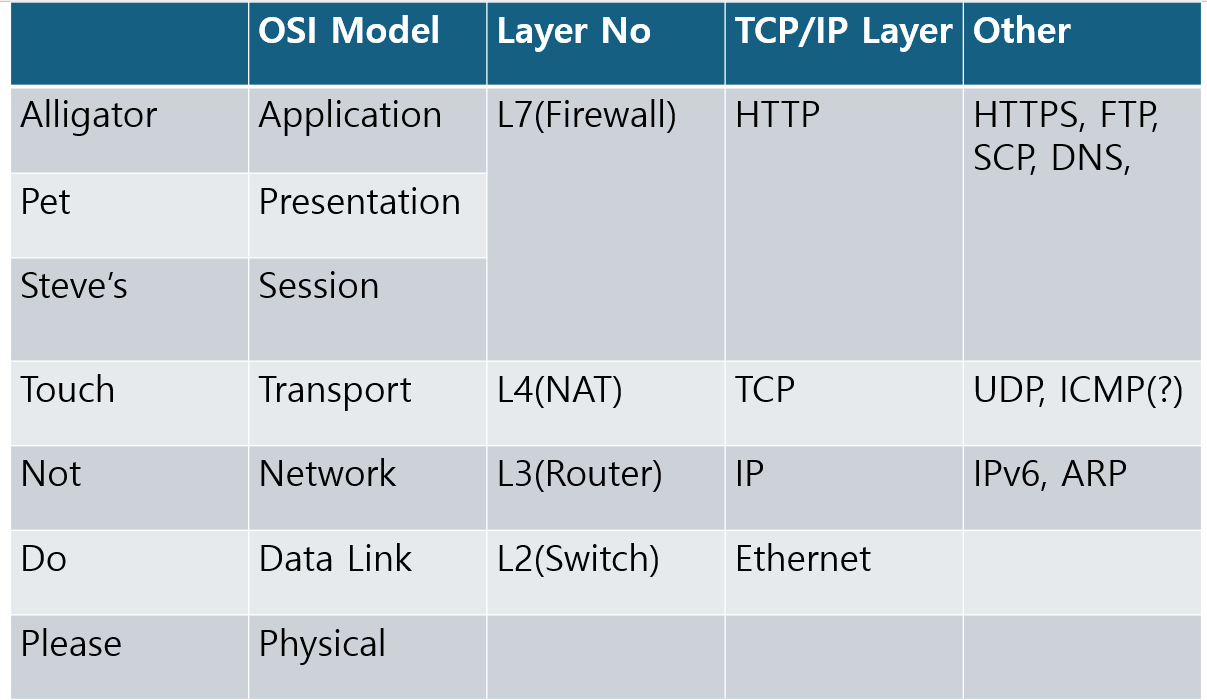 OSI Model Layer No TCP/IP Layer Other
Alligator Application L7(Firewall) HTTP HTTPS, FTP,
SCP, DNS,
Pet Presentation
Steve’s Session
Touch Transport L4(NAT) TCP UDP, ICMP(?)
Not Network L3(Router) IP IPv6, ARP
Do Data Link L2(Switch) Ethernet
Please Physical